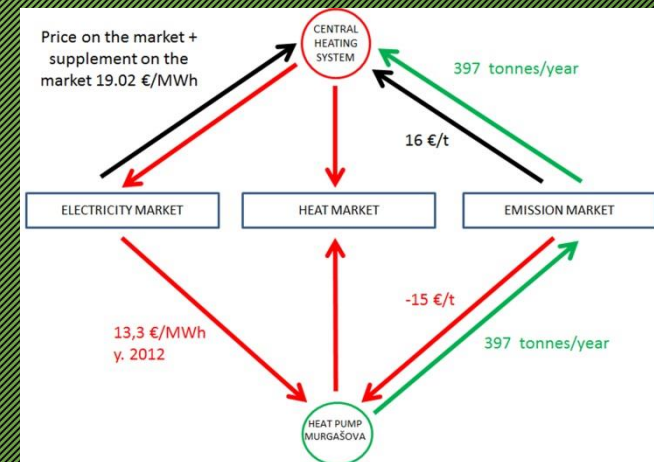 Price on the market +
supplement on the
market 19.02 €/MWh
CENTRAL
HEATING
SYSTEM
397 tonnes/year
16 €/t
ELECTRICITY MARKET
HEAT MARKET
EMISSION MARKET
13,3 €/MWh
y. 2012
-15 €/t
397 tonnes/year
HEAT PUMP
MURGAŠOVA